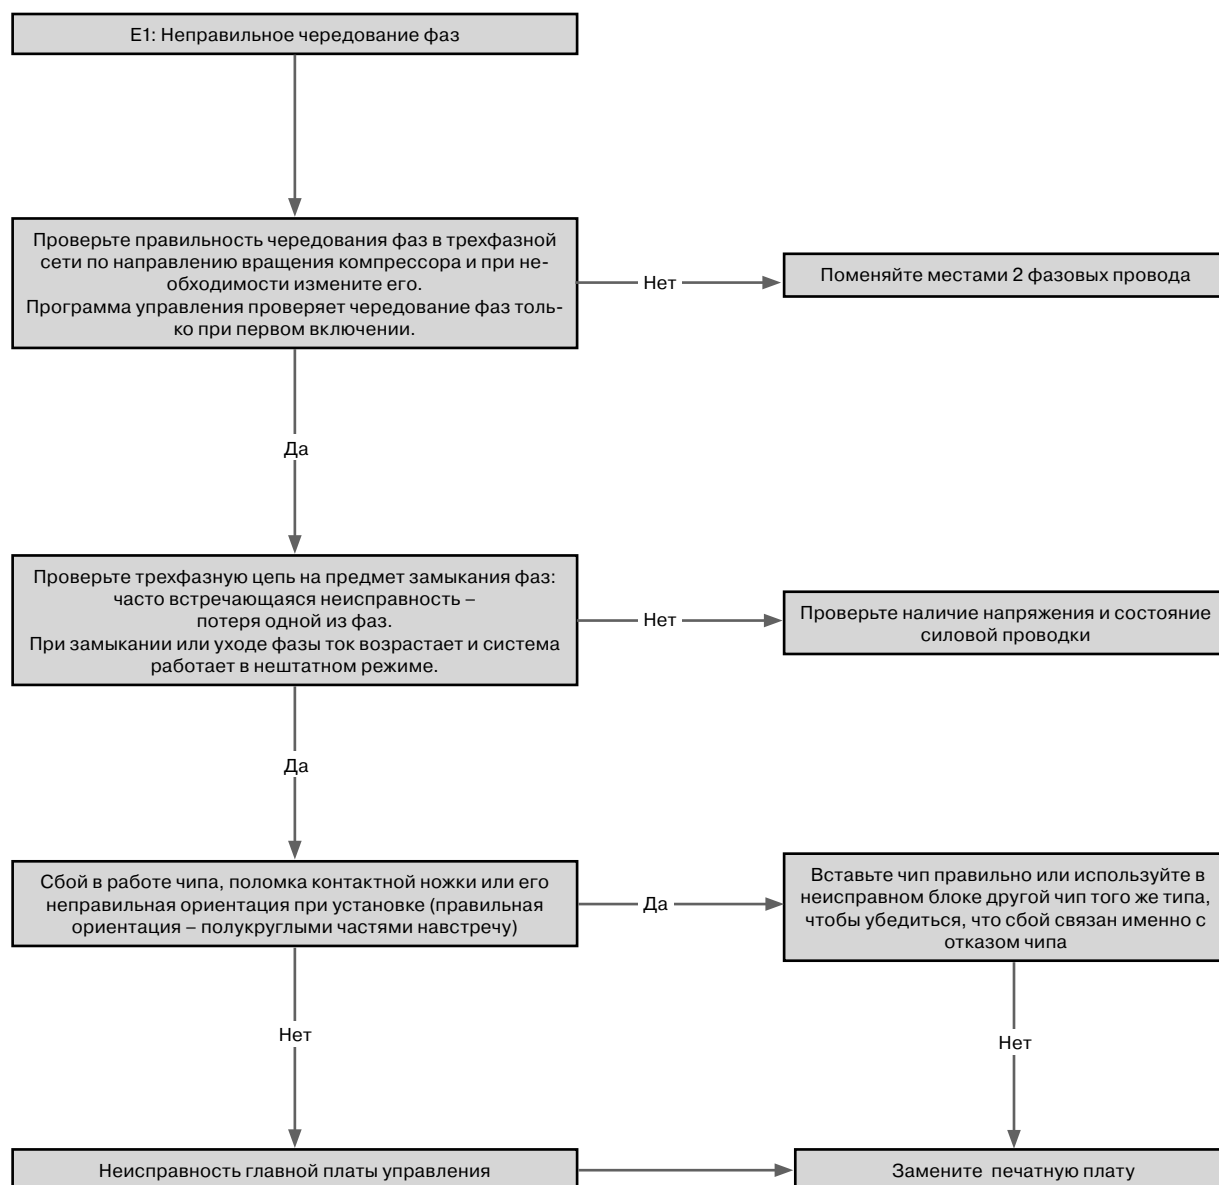 E1: Неправильное чередование фаз
Проверьте правильность чередования фаз в трехфазной
сети по направлению вращения компрессора и при не-
обходимости измените его.
Программа управления проверяет чередование фаз толь-
ко при первом включении.
Нет
Поменяйте местами 2 фазовых провода
Да
Проверьте трехфазную цепь на предмет замыкания фаз:
часто встречающаяся неисправность –
потеря одной из фаз.
При замыкании или уходе фазы ток возрастает и система
работает в нештатном режиме.
Нет
Проверьте наличие напряжения и состояние
силовой проводки
Да
Сбой в работе чипа, поломка контактной ножки или его
неправильная ориентация при установке (правильная
ориентация – полукруглыми частями навстречу)
Да
Вставьте чип правильно или используйте в
неисправном блоке другой чип того же типа,
чтобы убедиться, что сбой связан именно с
отказом чипа
Нет
Нет
Неисправность главной платы управления
Замените печатную плату